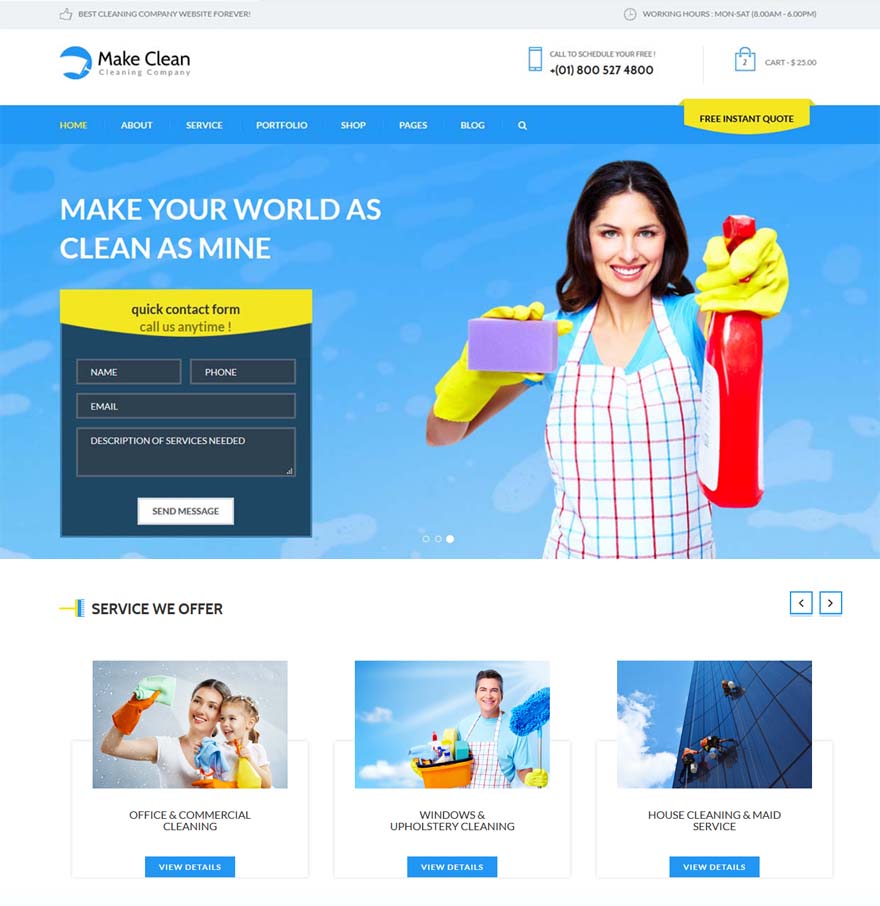 BEST CLEANING COMPANY WEBSITE FOREVER!
WORKING HOURS : MON-SAT (8.00AM - 6.00PM)
Make Clean
Cleaning Company
CALL TO SCHEDULE YOUR FREE !
+(01) 800 527 4800
2
CART - $ 25.00
HOME ABOUT SERVICE PORTFOLIO SHOP PAGES BLOG
FREE INSTANT QUOTE
MAKE YOUR WORLD AS
CLEAN AS MINE
quick contact form
call us anytime !
NAME PHONE
EMAIL
DESCRIPTION OF SERVICES NEEDED
SEND MESSAGE
SERVICE WE OFFER
OFFICE & COMMERCIAL
CLEANING
VIEW DETAILS
WINDOWS &
UPHOLSTERY CLEANING
VIEW DETAILS
HOUSE CLEANING & MAID
SERVICE
VIEW DETAILS